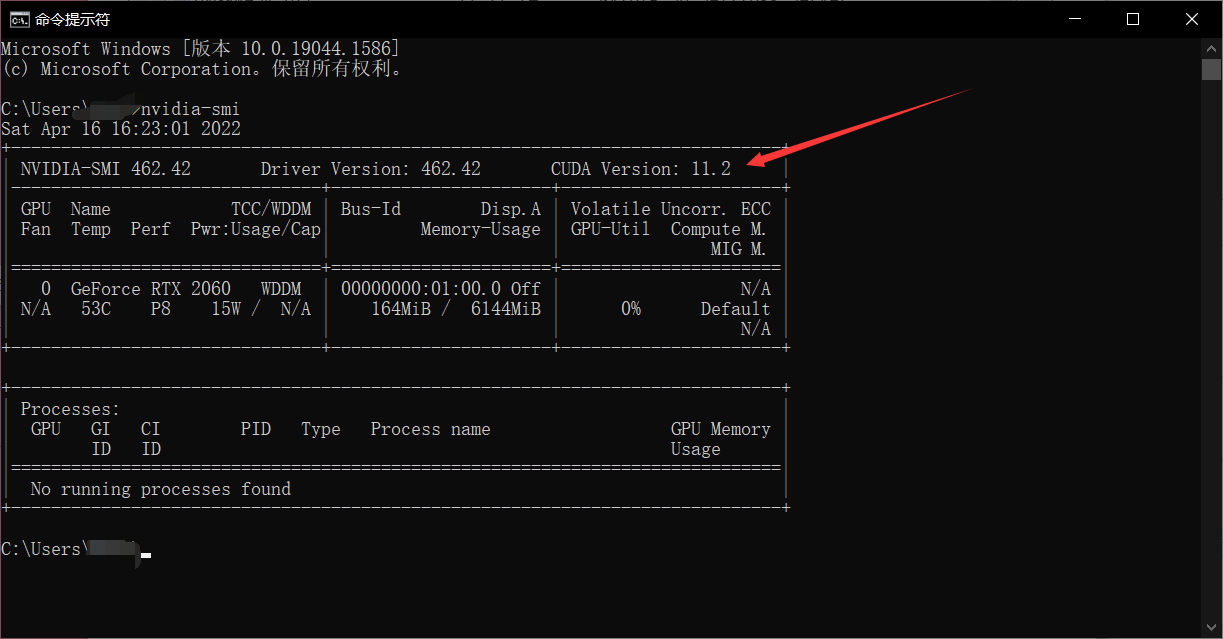 命令提示符
Microsoft Windows [版本 10.0.19044.1586]
(c) Microsoft Corporation。保留所有权利。
C:\Users\ >nvidia-smi
Sat Apr 16 16:23:01 2022
NVIDIA-SMI 462.42 Driver Version: 462.42 CUDA Version: 11.2
GPU Name TCC/WDDM Bus-Id Disp.A Volatile Uncorr. ECC
Fan Temp Perf Pwr:Usage/Cap Memory-Usage GPU-Util Compute M.
MIG M.
0 GeForce RTX 2060 WDDM 00000000:01:00.0 Off N/A
N/A 53C P8 15W / N/A 164MiB / 6144MiB 0% Default
N/A
Processes:
GPU GI CI PID Type Process name GPU Memory
ID ID Usage
No running processes found
C:\Users\